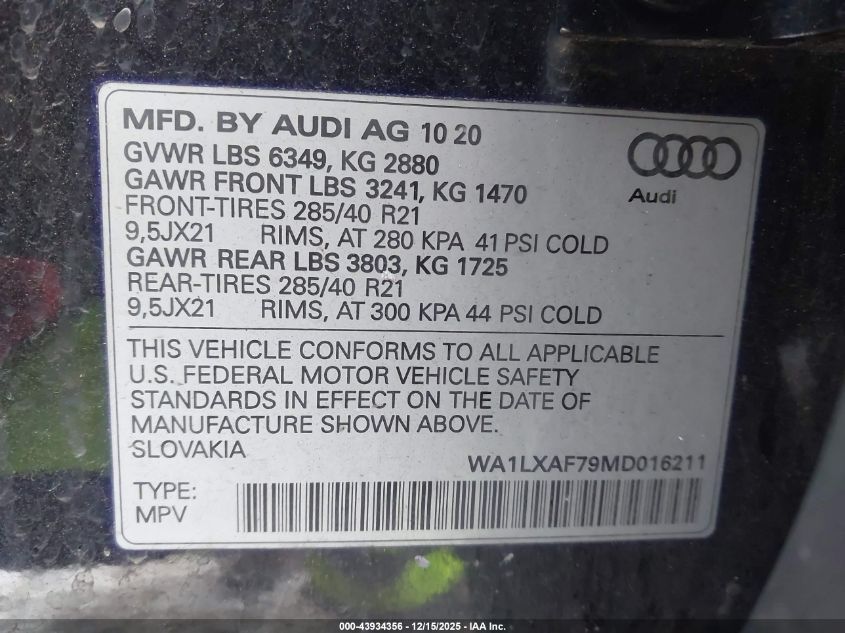 MFD. BY AUDI AG 10 20
GVWR LBS 6349, KG 2880
GAWR FRONT LBS 3241, KG 1470
FRONT-TIRES 285/40 R21
9,5JX21 RIMS, AT 280 KPA 41 PSI COLD
GAWR REAR LBS 3803, KG 1725
REAR-TIRES 285/40 R21
9,5JX21 RIMS, AT 300 KPA 44 PSI COLD
Audi
THIS VEHICLE CONFORMS TO ALL APPLICABLE
U.S. FEDERAL MOTOR VEHICLE SAFETY
STANDARDS IN EFFECT ON THE DATE OF
MANUFACTURE SHOWN ABOVE.
SLOVAKIA
WA1LXAF79MD016211
TYPE:
MPV
000-43934356 - 12/15/2025 - IAA Inc.